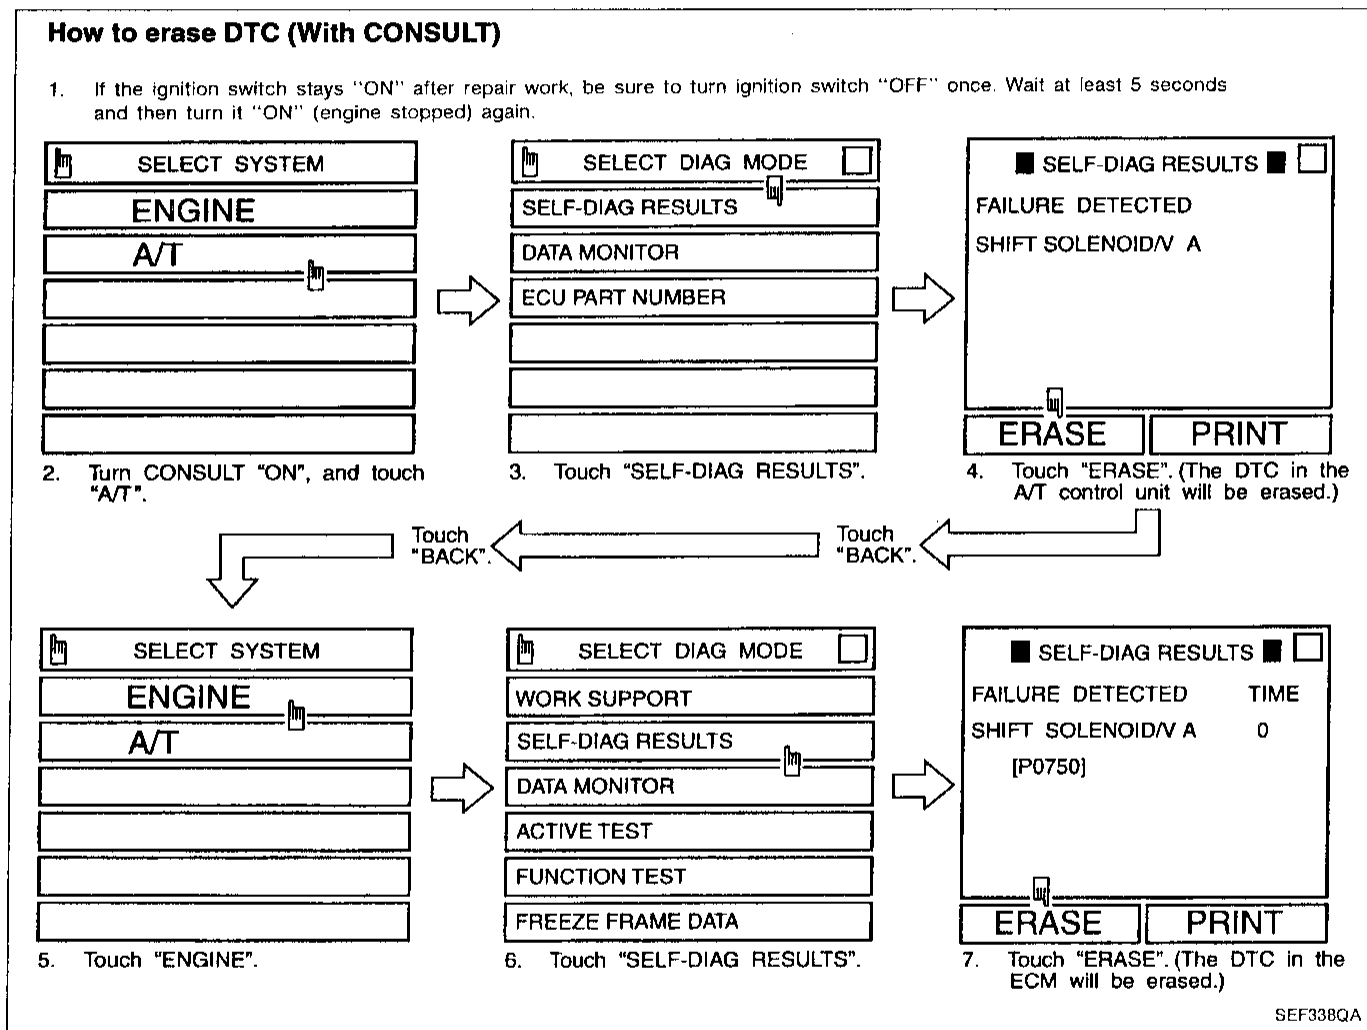 How to erase DTC (With CONSULT)
1. If the ignition switch stays "ON" after repair work, be sure to turn ignition switch "OFF" once. Wait at least 5 seconds
and then turn it "ON" (engine stopped) again.
SELECT SYSTEM
ENGINE
A/T
2. Turn CONSULT "ON", and touch
"A/T".
SELECT DIAG MODE
SELF-DIAG RESULTS
DATA MONITOR
ECU PART NUMBER
3. Touch "SELF-DIAG RESULTS".
SELF-DIAG RESULTS
FAILURE DETECTED
SHIFT SOLENOID/V A
ERASE PRINT
4. Touch "ERASE". (The DTC in the
A/T control unit will be erased.)
Touch
"BACK".
Touch
"BACK".
SELECT SYSTEM
ENGINE
A/T
5. Touch "ENGINE".
SELECT DIAG MODE
WORK SUPPORT
SELF-DIAG RESULTS
DATA MONITOR
ACTIVE TEST
FUNCTION TEST
FREEZE FRAME DATA
6. Touch "SELF-DIAG RESULTS".
SELF-DIAG RESULTS
FAILURE DETECTED TIME
SHIFT SOLENOID/V A 0
[P0750]
ERASE PRINT
7. Touch "ERASE". (The DTC in the
ECM will be erased.)
SEF338QA